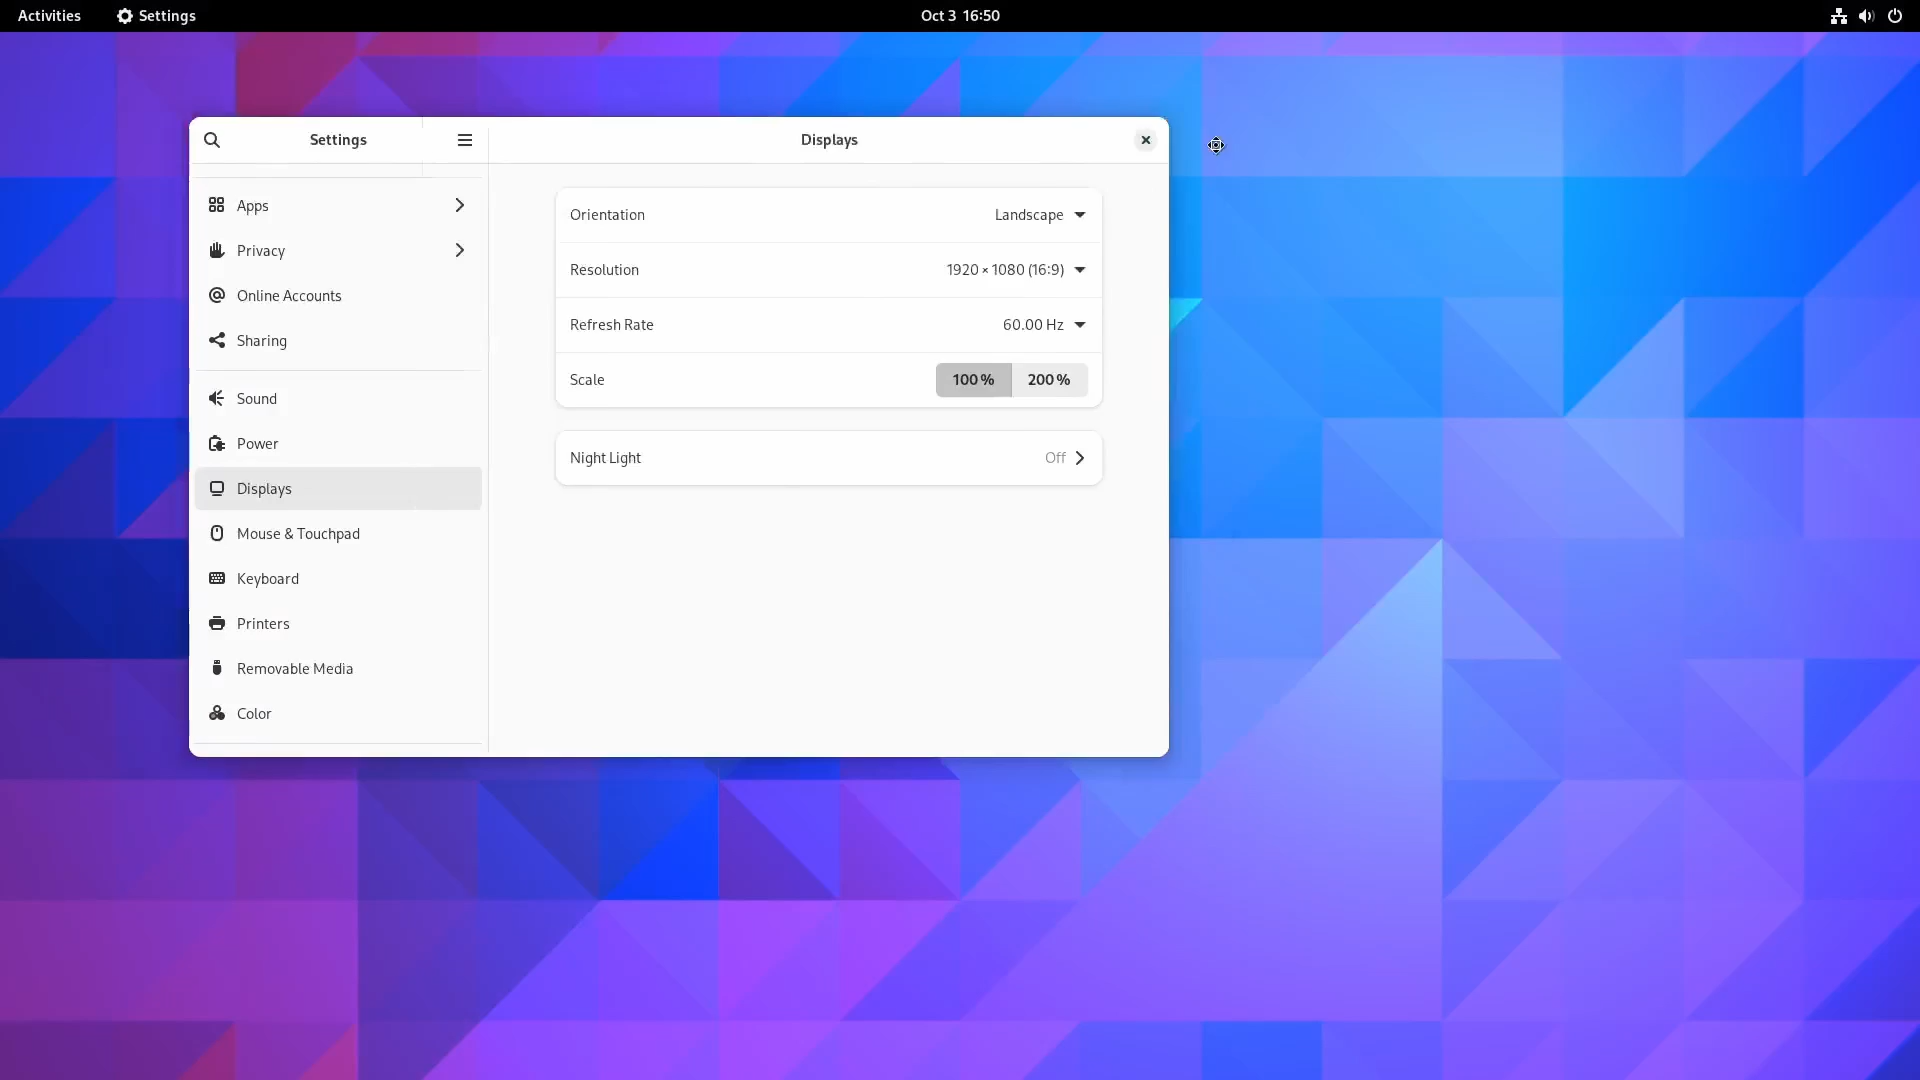 Activities
Settings
Oct 3 16:50
Settings
Displays
Apps
Privacy
Online Accounts
Sharing
Sound
Power
Displays
Mouse & Touchpad
Keyboard
Printers
Removable Media
Color
Orientation
Landscape
Resolution
1920 × 1080 (16:9)
Refresh Rate
60.00 Hz
Scale
100 %
200 %
Night Light
Off